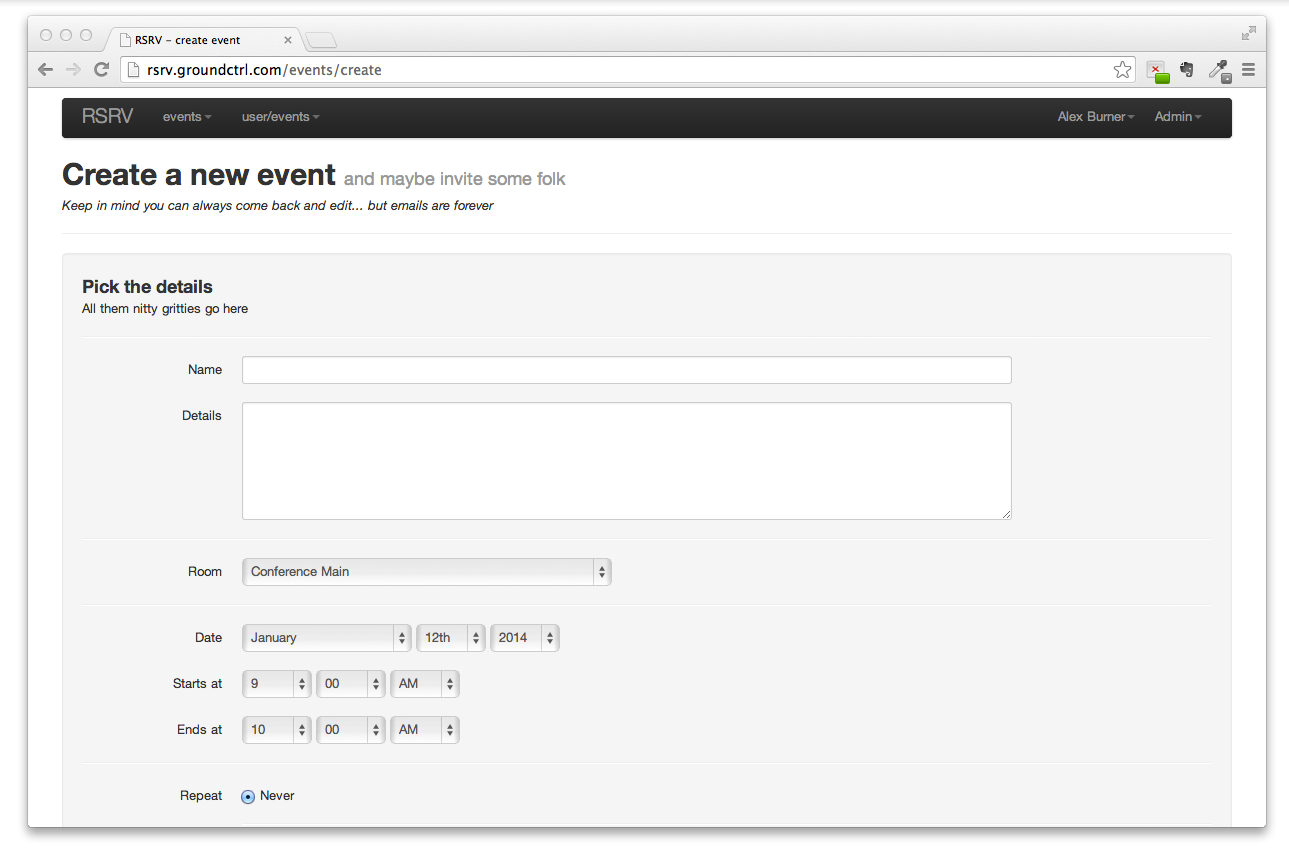 RSRV – create event
rsrv.groundctrl.com/events/create
RSRV events user/events Alex Burner Admin
Create a new event and maybe invite some folk
Keep in mind you can always come back and edit... but emails are forever
Pick the details
All them nitty gritties go here
Name
Details
Room Conference Main
Date January 12th 2014
Starts at 9 00 AM
Ends at 10 00 AM
Repeat Never